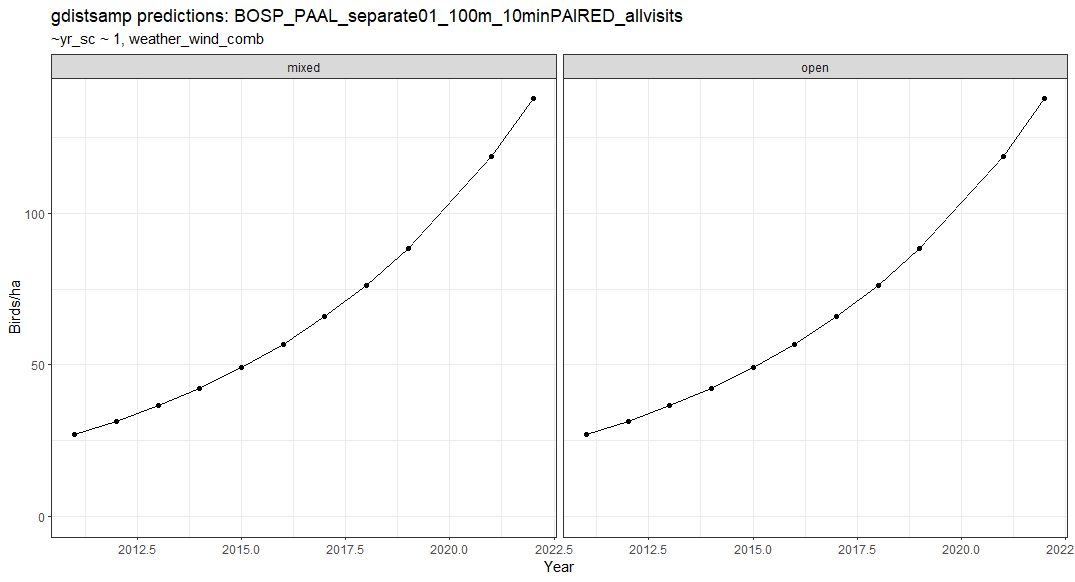 gdistsamp predictions: BOSP_PAAL_separate01_100m_10minPAIRED_allvisits
~yr_sc ~ 1, weather_wind_comb
mixed open
Birds/ha
100
50
0
2012.5 2015.0 2017.5 2020.0 2022.5 2012.5 2015.0 2017.5 2020.0 2022
Year